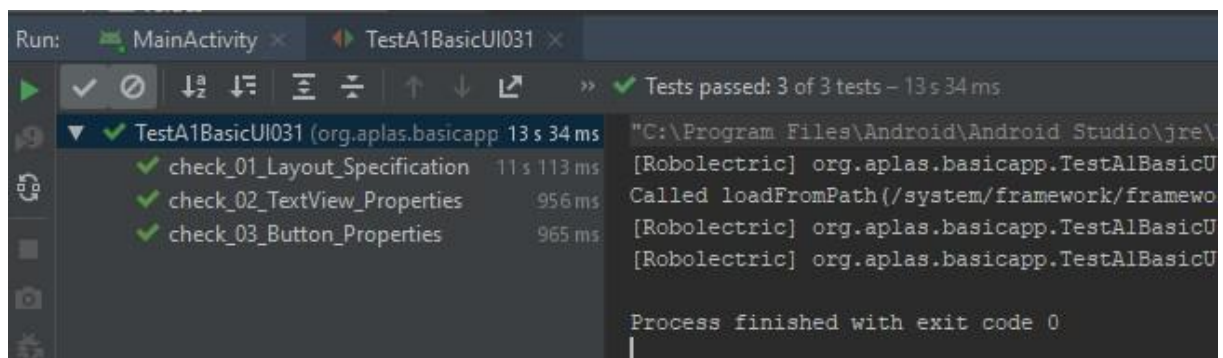 Run: MainActivity TestA1BasicUI031
Tests passed: 3 of 3 tests – 13 s 34 ms
TestA1BasicUI031 (org.aplas.basicapp 13 s 34 ms
check_01_Layout_Specification 11 s 113 ms
check_02_TextView_Properties 956 ms
check_03_Button_Properties 965 ms
"C:\Program Files\Android\Android Studio\jre\
[Robolectric] org.aplas.basicapp.TestA1BasicU
Called loadFromPath(/system/framework/framewo
[Robolectric] org.aplas.basicapp.TestA1BasicU
[Robolectric] org.aplas.basicapp.TestA1BasicU
Process finished with exit code 0